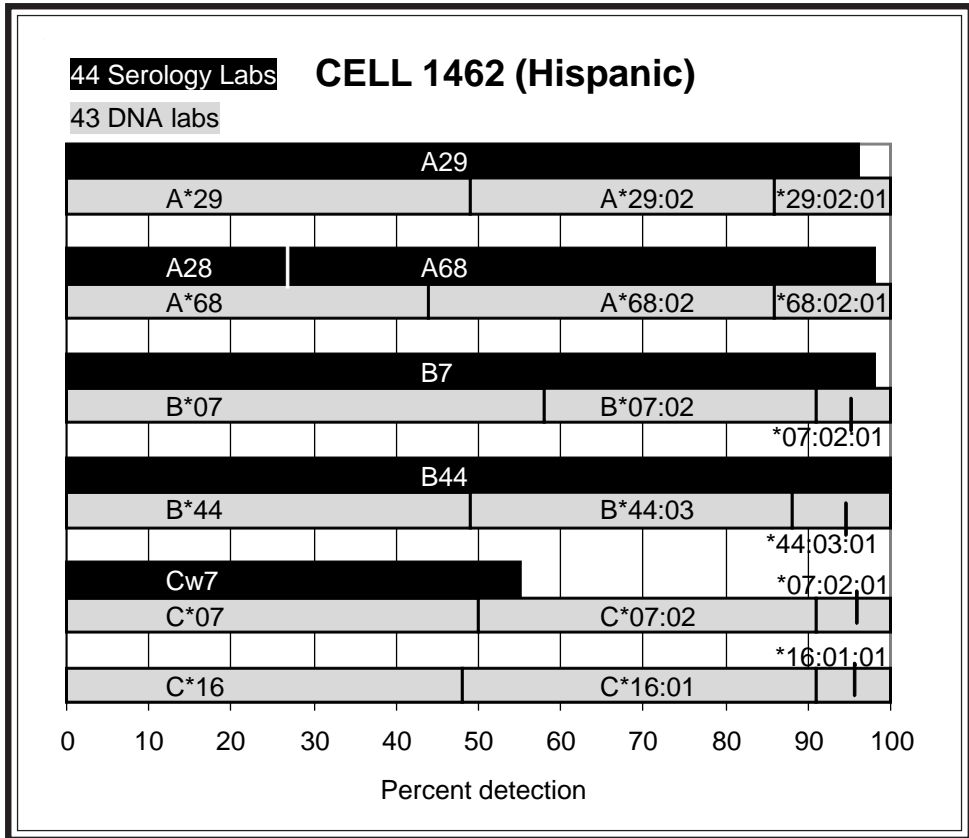 44 Serology Labs CELL 1462 (Hispanic)
43 DNA labs
A29
A*29 A*29:02 *29:02:01
A28 A68
A*68 A*68:02 *68:02:01
B7
B*07 B*07:02
*07:02:01
B44
B*44 B*44:03
*44:03:01
Cw7 *07:02:01
C*07 C*07:02
*16:01:01
C*16 C*16:01
0 10 20 30 40 50 60 70 80 90 100
Percent detection